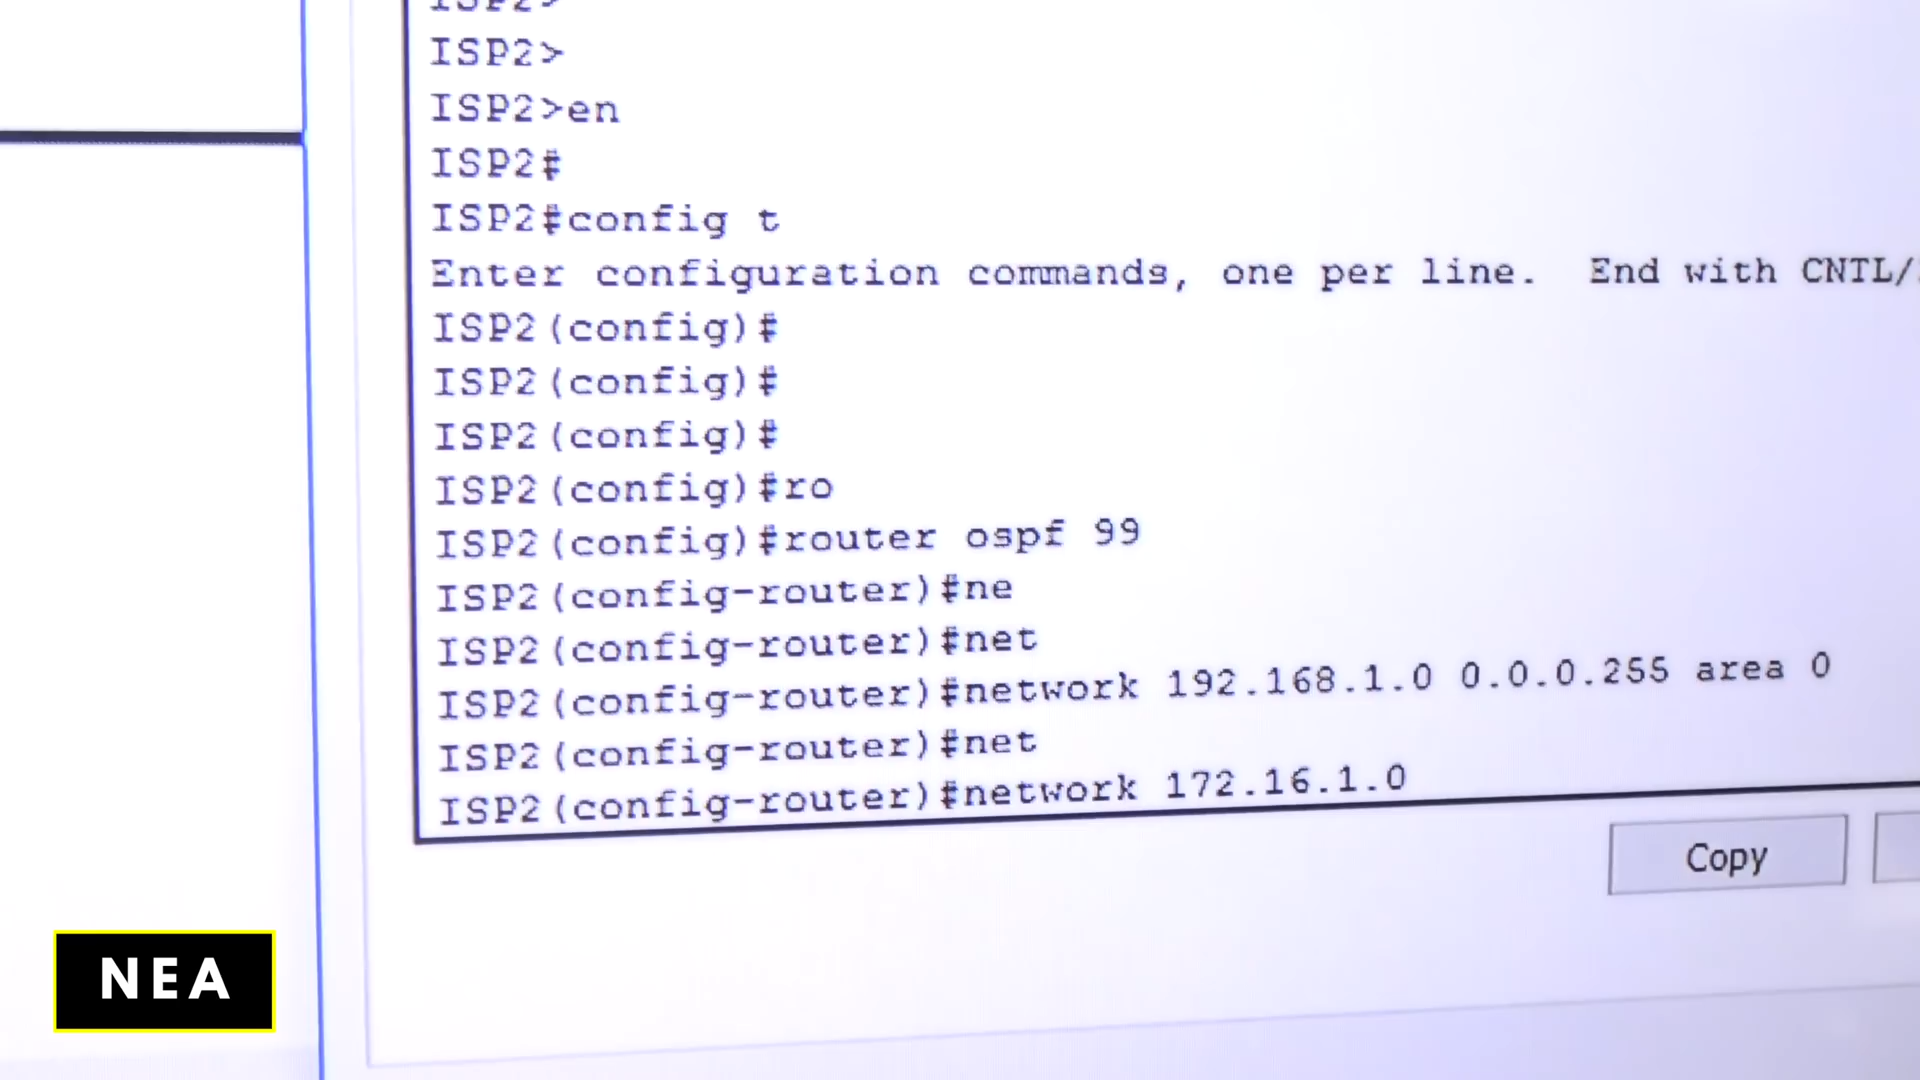 ISP2>
ISP2>
ISP2>en
ISP2#
ISP2#config t
Enter configuration commands, one per line.  End with CNTL/
ISP2(config)#
ISP2(config)#
ISP2(config)#
ISP2(config)#ro
ISP2(config)#router ospf 99
ISP2(config-router)#ne
ISP2(config-router)#net
ISP2(config-router)#network 192.168.1.0 0.0.0.255 area 0
ISP2(config-router)#net
ISP2(config-router)#network 172.16.1.0
Copy
NEA